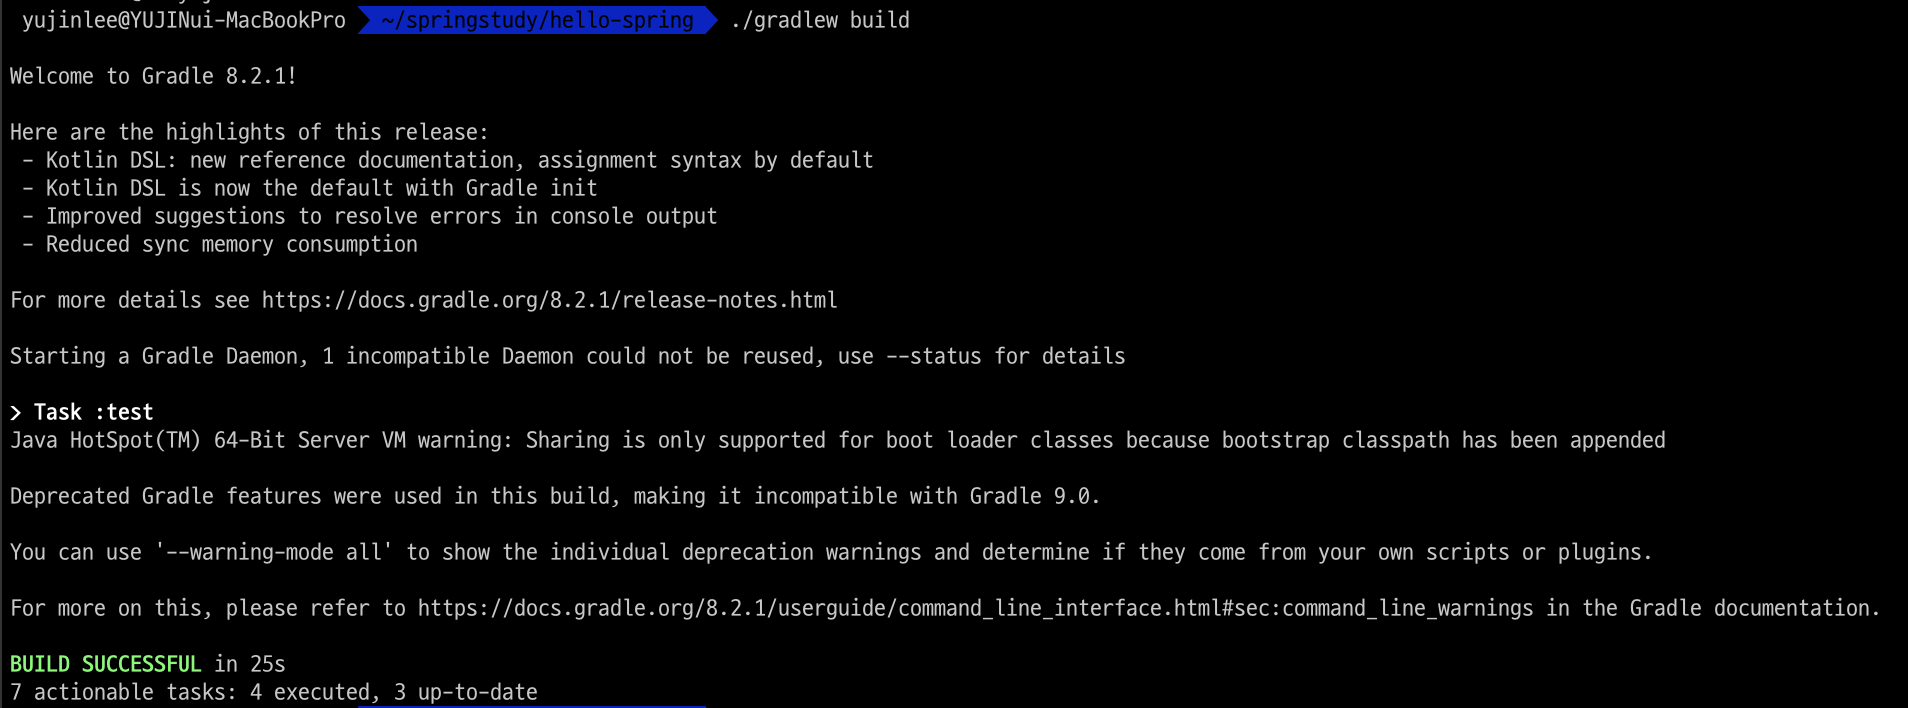 yujinlee@YUJINui-MacBookPro ~/springstudy/hello-spring ./gradlew build
Welcome to Gradle 8.2.1!
Here are the highlights of this release:
- Kotlin DSL: new reference documentation, assignment syntax by default
- Kotlin DSL is now the default with Gradle init
- Improved suggestions to resolve errors in console output
- Reduced sync memory consumption
For more details see https://docs.gradle.org/8.2.1/release-notes.html
Starting a Gradle Daemon, 1 incompatible Daemon could not be reused, use --status for details
> Task :test
Java HotSpot(TM) 64-Bit Server VM warning: Sharing is only supported for boot loader classes because bootstrap classpath has been appended
Deprecated Gradle features were used in this build, making it incompatible with Gradle 9.0.
You can use '--warning-mode all' to show the individual deprecation warnings and determine if they come from your own scripts or plugins.
For more on this, please refer to https://docs.gradle.org/8.2.1/userguide/command_line_interface.html#sec:command_line_warnings in the Gradle documentation.
BUILD SUCCESSFUL in 25s
7 actionable tasks: 4 executed, 3 up-to-date